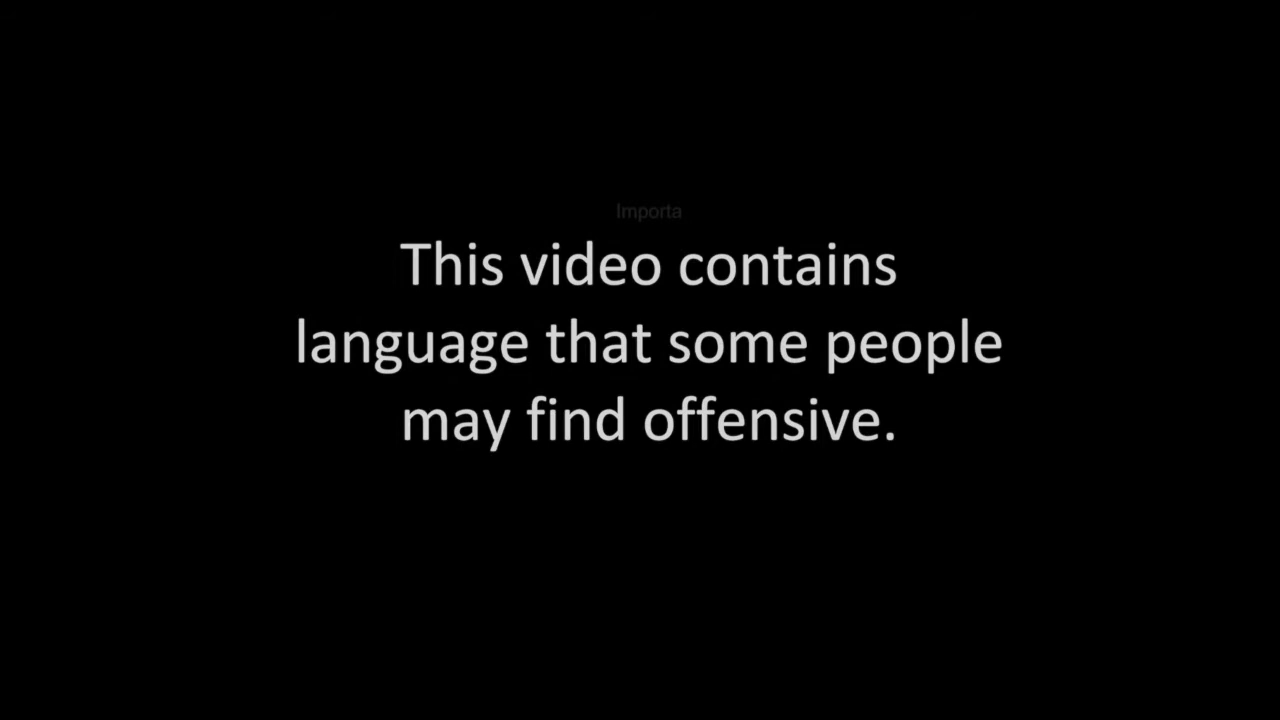 Importa
This video contains
language that some people
may find offensive.